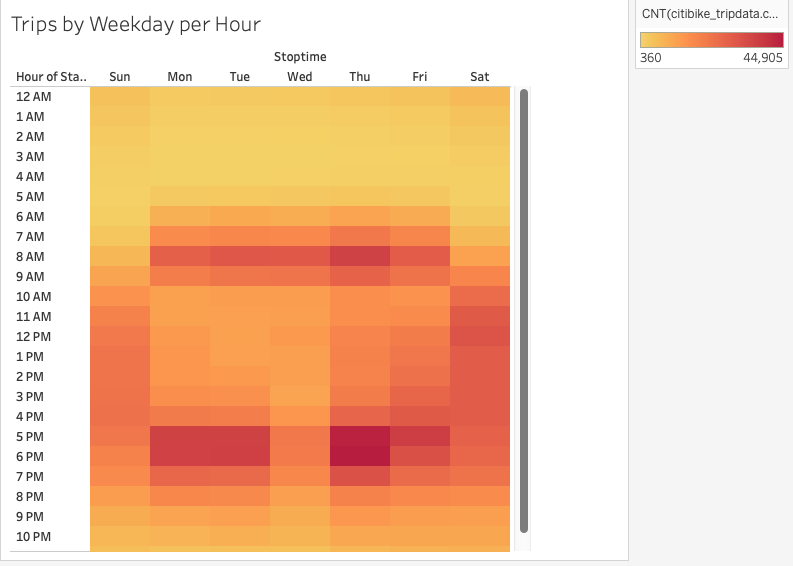 Trips by Weekday per Hour
Stoptime
Hour of Sta.. Sun Mon Tue Wed Thu Fri Sat
12 AM
1 AM
2 AM
3 AM
4 AM
5 AM
6 AM
7 AM
8 AM
9 AM
10 AM
11 AM
12 PM
1 PM
2 PM
3 PM
4 PM
5 PM
6 PM
7 PM
8 PM
9 PM
10 PM
CNT(citibike_tripdata.c...
360 44,905